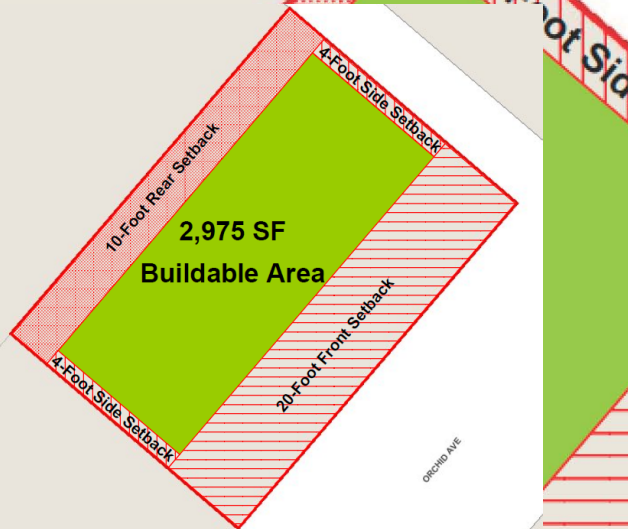 4-Foot Side Setback
10-Foot Rear Setback
2,975 SF
Buildable Area
20-Foot Front Setback
4-Foot Side Setback
ORCHID AVE